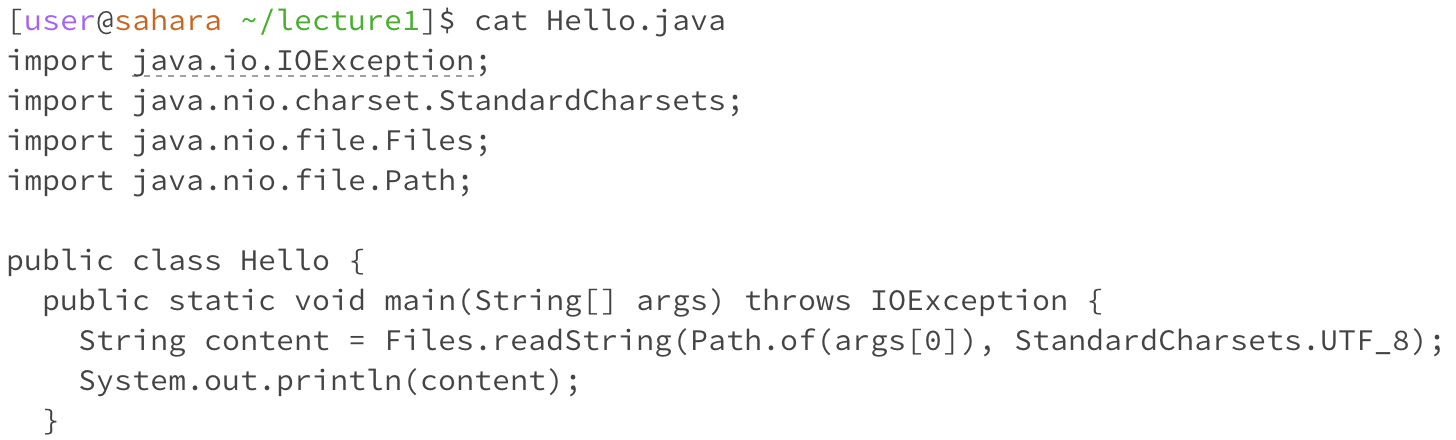 [user@sahara ~/lecture1]$ cat Hello.java
import java.io.IOException;
import java.nio.charset.StandardCharsets;
import java.nio.file.Files;
import java.nio.file.Path;

public class Hello {
  public static void main(String[] args) throws IOException {
    String content = Files.readString(Path.of(args[0]), StandardCharsets.UTF_8);
    System.out.println(content);
  }